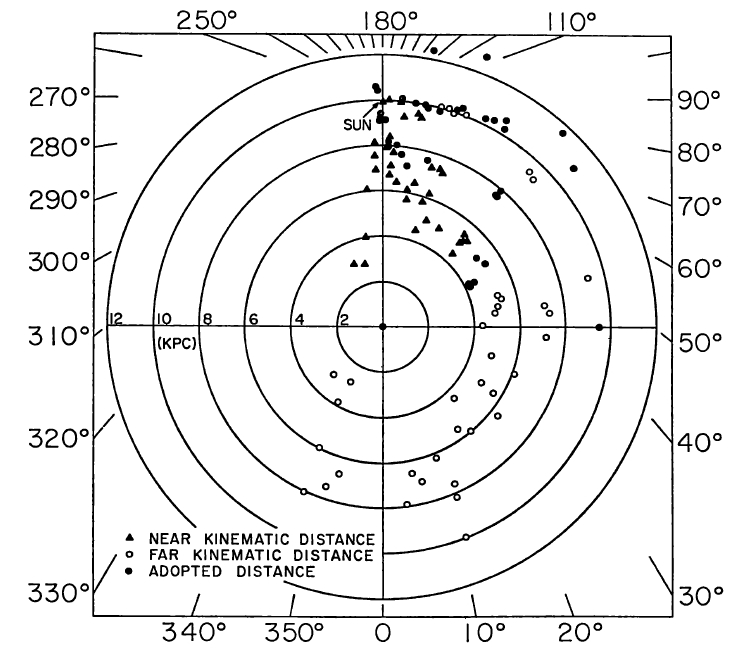 250° 180° 110°
270° 90°
SUN
280° 80°
290° 70°
300° 60°
12 10 8 6 4 2
310° (KPC) 50°
320° 40°
NEAR KINEMATIC DISTANCE
FAR KINEMATIC DISTANCE
ADOPTED DISTANCE
330° 30°
340° 350° 0 10° 20°